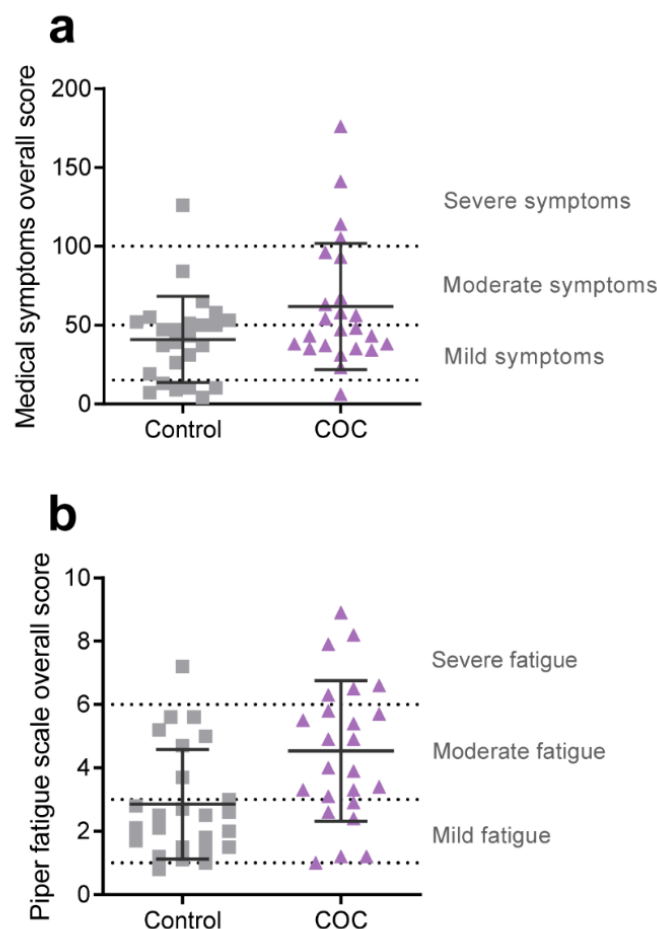 a
Medical symptoms overall score
200
150
100
50
0
Severe symptoms
Moderate symptoms
Mild symptoms
Control
COC
b
Piper fatigue scale overall score
10
8
6
4
2
0
Severe fatigue
Moderate fatigue
Mild fatigue
Control
COC